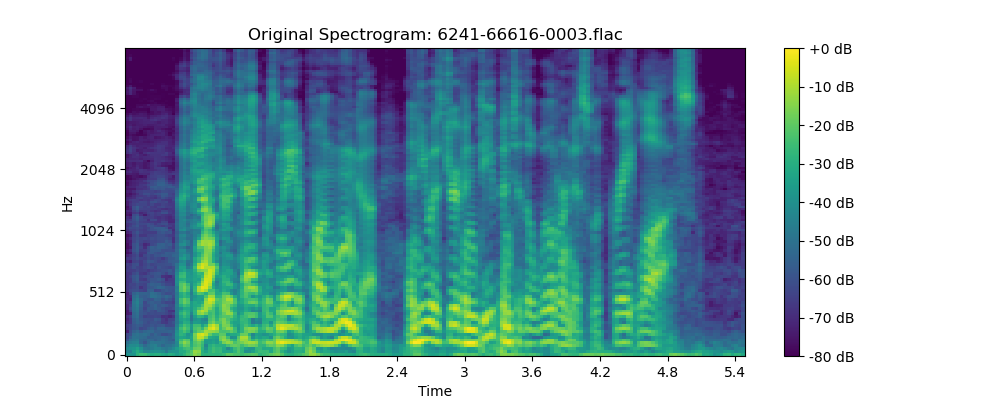 Original Spectrogram: 6241-66616-0003.flac
Hz
4096
2048
1024
512
0
0 0.6 1.2 1.8 2.4 3 3.6 4.2 4.8 5.4
Time
+0 dB
-10 dB
-20 dB
-30 dB
-40 dB
-50 dB
-60 dB
-70 dB
-80 dB